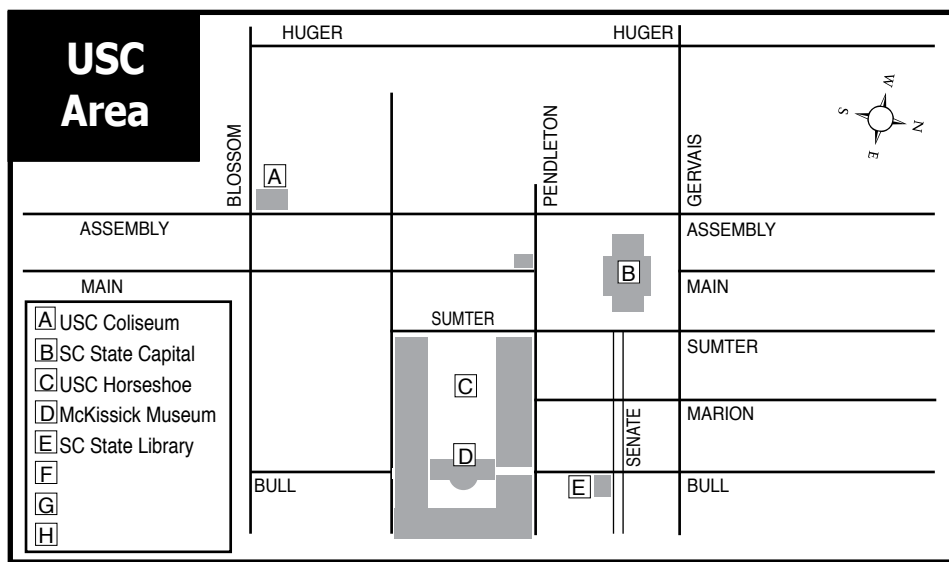 USC
Area
HUGER
HUGER
BLOSSOM
PENDLETON
GERVAIS
W
S
N
E
A
ASSEMBLY
ASSEMBLY
B
MAIN
MAIN
SUMTER
SUMTER
C
MARION
SENATE
D
BULL
E
BULL
A USC Coliseum
B SC State Capital
C USC Horseshoe
D McKissick Museum
E SC State Library
F
G
H